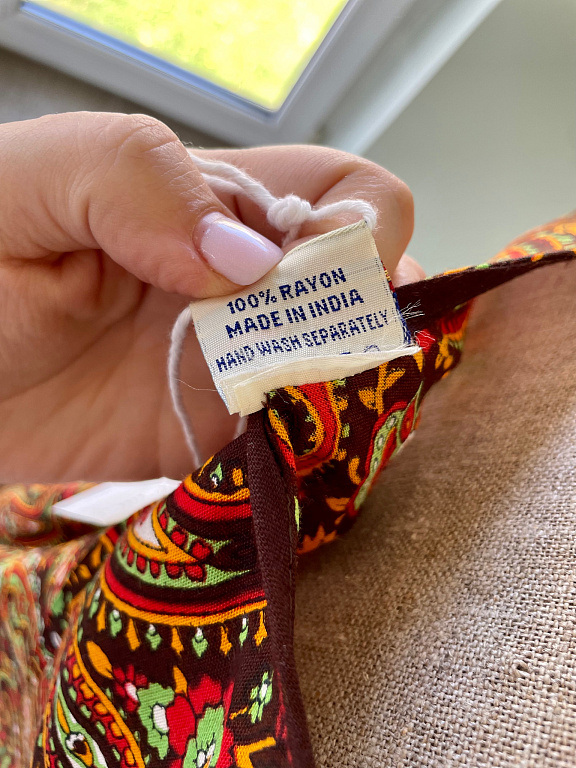 100% RAYON
MADE IN INDIA
HAND WASH SEPARATELY